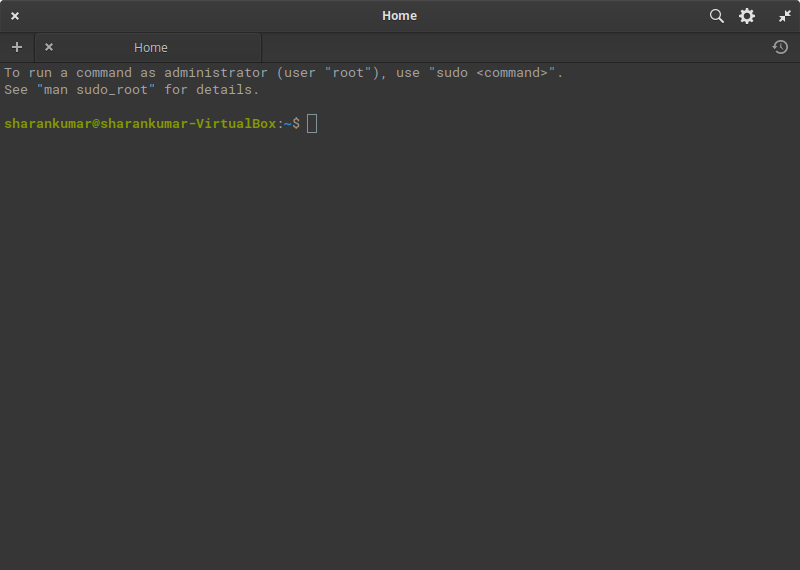 Home
Home
To run a command as administrator (user "root"), use "sudo <command>".
See "man sudo_root" for details.
sharankumar@sharankumar-VirtualBox:~$